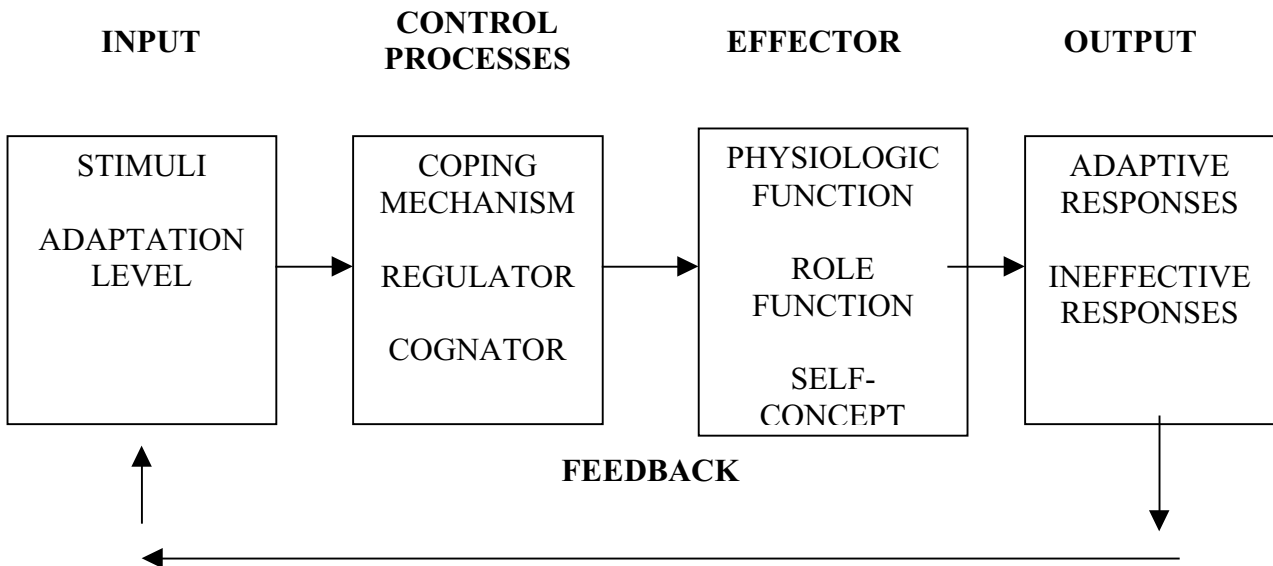 INPUT
CONTROL
PROCESSES
EFFECTOR
OUTPUT
STIMULI
ADAPTATION
LEVEL
COPING
MECHANISM
REGULATOR
COGNATOR
PHYSIOLOGIC
FUNCTION
ROLE
FUNCTION
SELF-
CONCEPT
ADAPTIVE
RESPONSES
INEFFECTIVE
RESPONSES
FEEDBACK